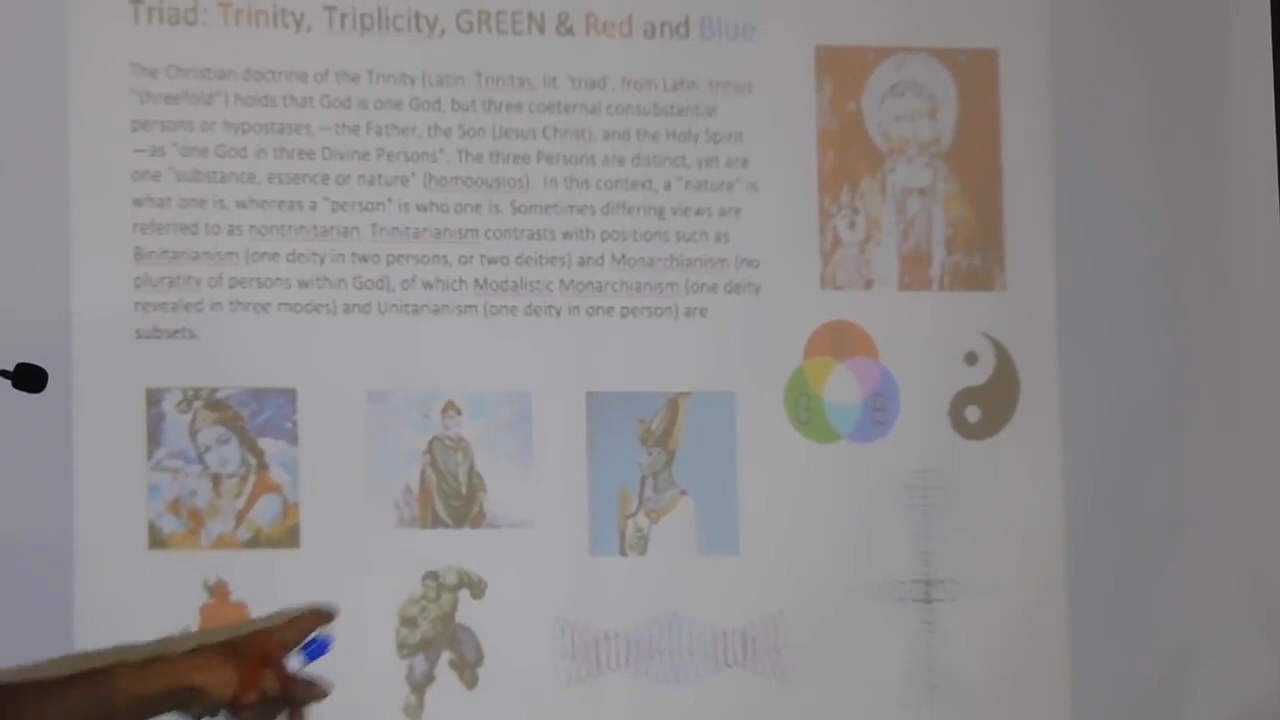 Triad: Trinity, Triplicity, GREEN & Red and Blue
The Christian doctrine of the Trinity (Latin: Trinitas, lit. 'triad', from Latin: trinus
"threefold") holds that God is one God, but three coeternal consubstantial
persons or hypostases,—the Father, the Son (Jesus Christ), and the Holy Spirit
—as "one God in three Divine Persons". The three Persons are distinct, yet are
one "substance, essence or nature" (homoousios). In this context, a "nature" is
what one is, whereas a "person" is who one is. Sometimes differing views are
referred to as nontrinitarian. Trinitarianism contrasts with positions such as
Binitarianism (one deity in two persons, or two deities) and Monarchianism (no
plurality of persons within God), of which Modalistic Monarchianism (one deity
revealed in three modes) and Unitarianism (one deity in one person) are
subsets.
G B